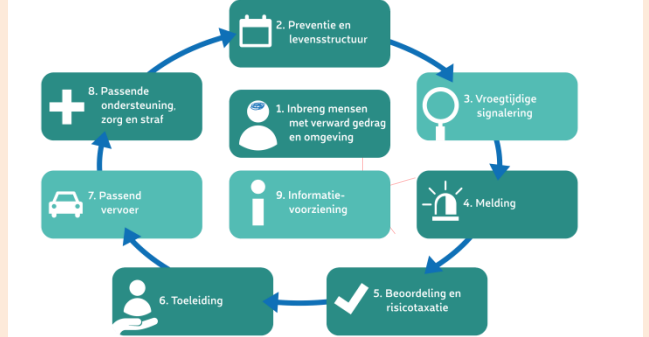 2. Preventie en
levensstructuur
8. Passende
ondersteuning,
zorg en straf
1. Inbreng mensen
met verward gedrag
en omgeving
3. Vroegtijdige
signalering
7. Passend
vervoer
9. Informatie-
voorziening
4. Melding
6. Toeleiding
5. Beoordeling en
risicotaxatie